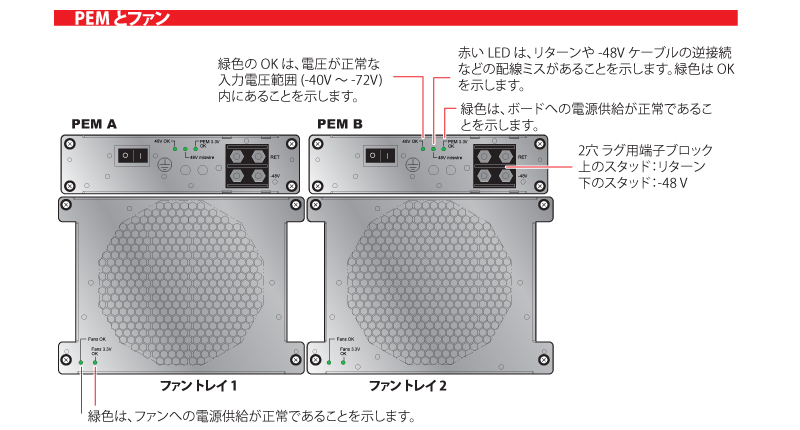 PEMとファン
緑色の OK は、電圧が正常な
入力電圧範囲 (-40V ～ -72V)
内にあることを示します。
赤い LED は、リターンや -48V ケーブルの逆接続
などの配線ミスがあることを示します。緑色は OK
を示します。
緑色は、ボードへの電源供給が正常であるこ
とを示します。
PEM A
PEM B
48V OK
PEM 3.3V
OK
48V miswire
RET
-48V
48V OK
PEM 3.3V
OK
48V miswire
RET
-48V
2穴 ラグ用端子ブロック
上のスタッド：リターン
下のスタッド：-48 V
Fans OK
Fans 3.3V
OK
Fans OK
Fans 3.3V
OK
ファントレイ 1
ファントレイ 2
緑色は、ファンへの電源供給が正常であることを示します。